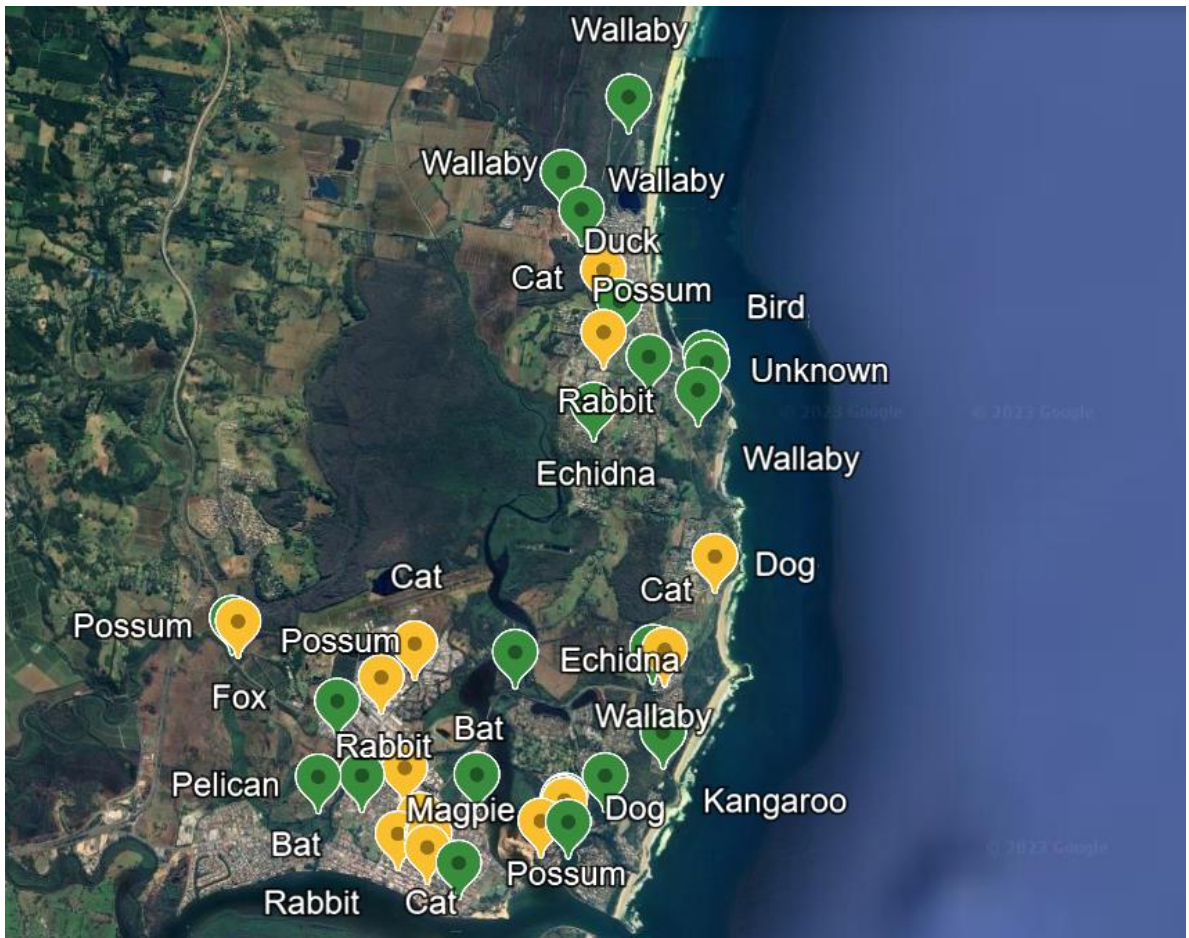 Wallaby
Wallaby
Wallaby
Duck
Cat
Possum
Bird
Unknown
Rabbit
Wallaby
Echidna
© 2023 Google
© 2023 Google
Dog
Cat
Cat
Possum
Possum
Echidna
Fox
Wallaby
Bat
Rabbit
Pelican
Kangaroo
Magpie
Dog
Bat
© 2023 Google
Possum
Rabbit
Cat